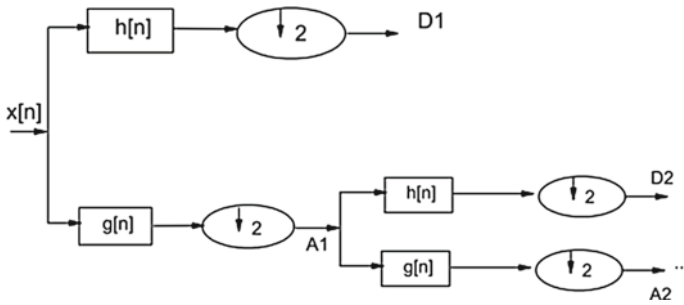 h[n]
↓ 2
D1
x[n]
g[n]
↓ 2
A1
h[n]
↓ 2
D2
g[n]
↓ 2
A2
..